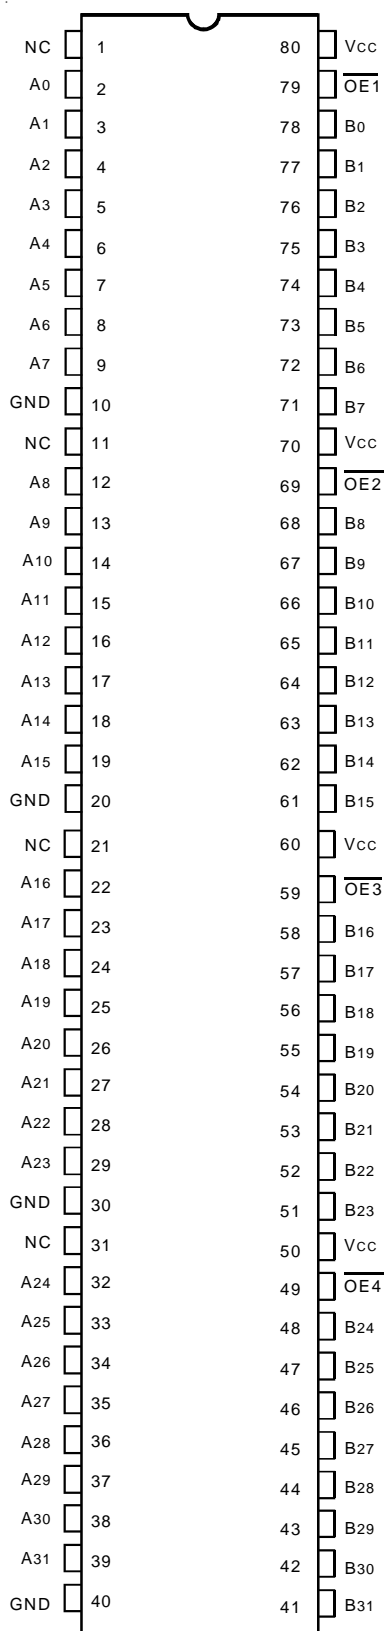 NC 1 80 VCC
A0 2 79 OE1
A1 3 78 B0
A2 4 77 B1
A3 5 76 B2
A4 6 75 B3
A5 7 74 B4
A6 8 73 B5
A7 9 72 B6
GND 10 71 B7
NC 11 70 VCC
A8 12 69 OE2
A9 13 68 B8
A10 14 67 B9
A11 15 66 B10
A12 16 65 B11
A13 17 64 B12
A14 18 63 B13
A15 19 62 B14
GND 20 61 B15
NC 21 60 VCC
A16 22 59 OE3
A17 23 58 B16
A18 24 57 B17
A19 25 56 B18
A20 26 55 B19
A21 27 54 B20
A22 28 53 B21
A23 29 52 B22
GND 30 51 B23
NC 31 50 VCC
A24 32 49 OE4
A25 33 48 B24
A26 34 47 B25
A27 35 46 B26
A28 36 45 B27
A29 37 44 B28
A30 38 43 B29
A31 39 42 B30
GND 40 41 B31